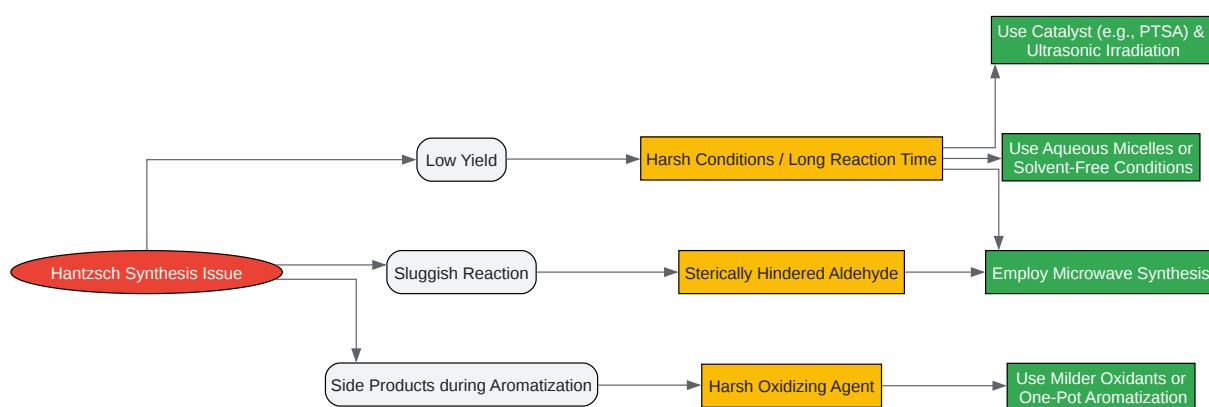 Use Catalyst (e.g., PTSA) &
Ultrasonic Irradiation
Low Yield
Harsh Conditions / Long Reaction Time
Use Aqueous Micelles or
Solvent-Free Conditions
Hantzsch Synthesis Issue
Sluggish Reaction
Sterically Hindered Aldehyde
Employ Microwave Synthesis
Side Products during Aromatization
Harsh Oxidizing Agent
Use Milder Oxidants or
One-Pot Aromatization